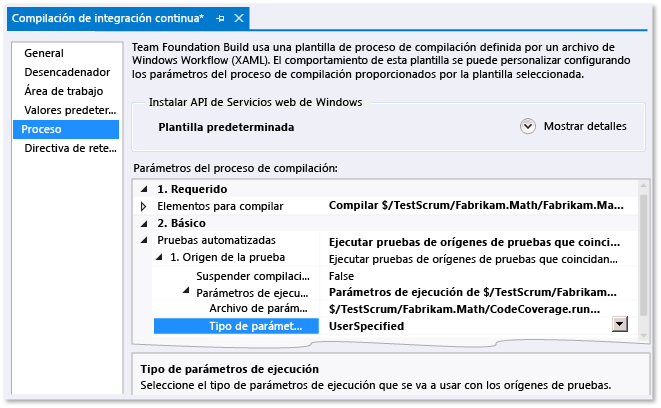 Compilación de integración continua*
General
Desencadenador
Área de trabajo
Valores predeter...
Proceso
Directiva de rete...
Team Foundation Build usa una plantilla de proceso de compilación definida por un archivo de
Windows Workflow (XAML). El comportamiento de esta plantilla se puede personalizar configurando
los parámetros del proceso de compilación proporcionados por la plantilla seleccionada.
Instalar API de Servicios web de Windows
Plantilla predeterminada
Mostrar detalles
Parámetros del proceso de compilación:
1. Requerido
Elementos para compilar Compilar $/TestScrum/Fabrikam.Math/Fabrikam.Ma...
2. Básico
Pruebas automatizadas Ejecutar pruebas de orígenes de pruebas que coinci...
1. Origen de la prueba Ejecutar pruebas de orígenes de pruebas que coincidan...
Suspender compilaci... False
Parámetros de ejecu... Parámetros de ejecución de $/TestScrum/Fabrikam...
Archivo de parám... $/TestScrum/Fabrikam.Math/CodeCoverage.run...
Tipo de parámet... UserSpecified
Tipo de parámetros de ejecución
Seleccione el tipo de parámetros de ejecución que se va a usar con los orígenes de pruebas.